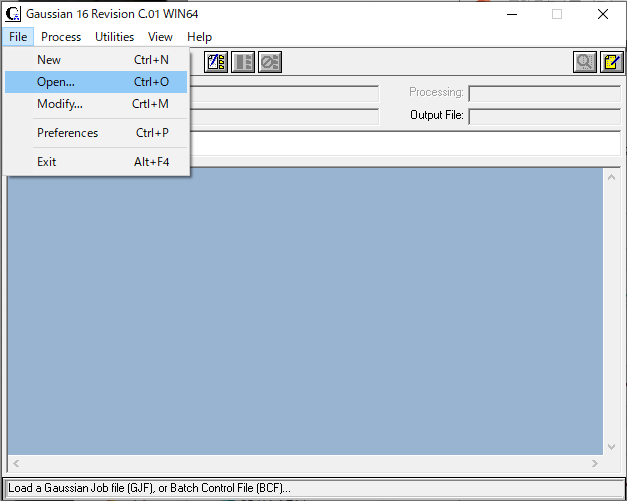 Gaussian 16 Revision C.01 WIN64
File Process Utilities View Help
New Ctrl+N
Open... Ctrl+O
Modify... Crtl+M
Preferences Ctrl+P
Exit Alt+F4
Processing:
Output File:
Load a Gaussian Job file (GJF), or Batch Control File (BCF)...